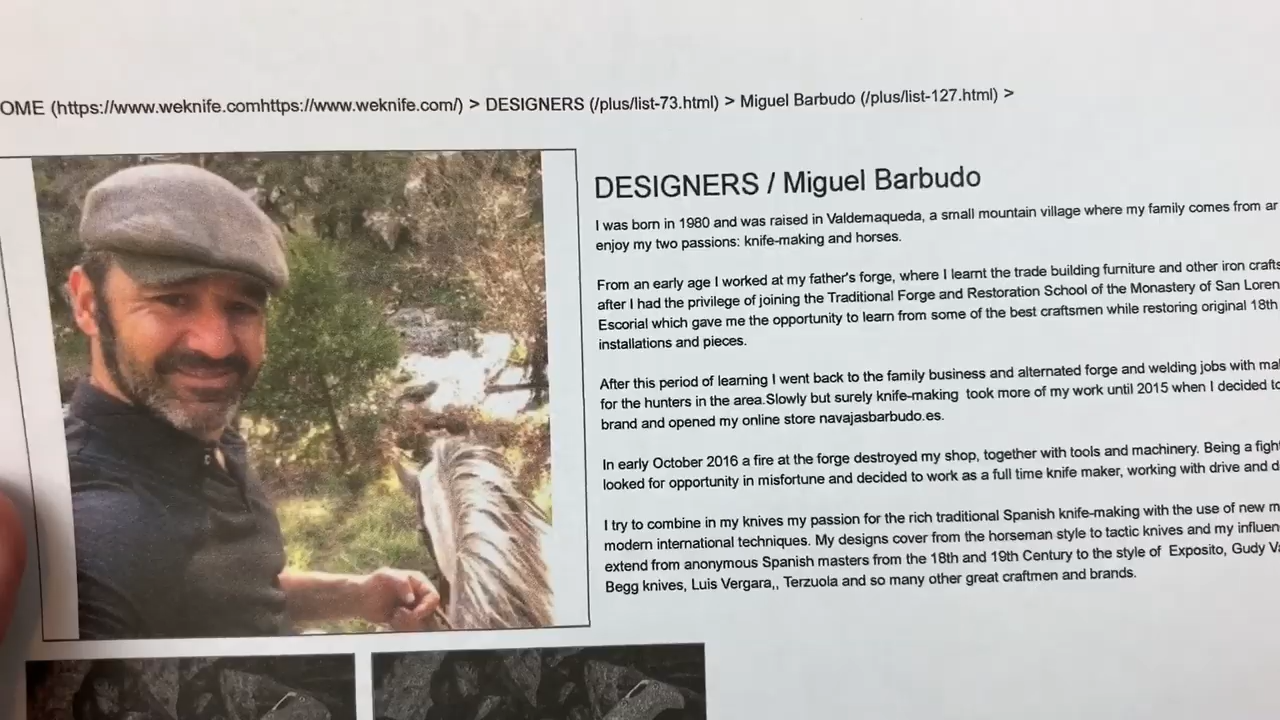 OME (https://www.weknife.comhttps://www.weknife.com/) > DESIGNERS (/plus/list-73.html) > Miguel Barbudo (/plus/list-127.html) >
DESIGNERS / Miguel Barbudo
I was born in 1980 and was raised in Valdemaqueda, a small mountain village where my family comes from ar
enjoy my two passions: knife-making and horses.
From an early age I worked at my father's forge, where I learnt the trade building furniture and other iron crafts
after I had the privilege of joining the Traditional Forge and Restoration School of the Monastery of San Loren
Escorial which gave me the opportunity to learn from some of the best craftsmen while restoring original 18th
installations and pieces.
After this period of learning I went back to the family business and alternated forge and welding jobs with mal
for the hunters in the area.Slowly but surely knife-making took more of my work until 2015 when I decided to
brand and opened my online store navajasbarbudo.es.
In early October 2016 a fire at the forge destroyed my shop, together with tools and machinery. Being a fight
looked for opportunity in misfortune and decided to work as a full time knife maker, working with drive and d
I try to combine in my knives my passion for the rich traditional Spanish knife-making with the use of new m
modern international techniques. My designs cover from the horseman style to tactic knives and my influen
extend from anonymous Spanish masters from the 18th and 19th Century to the style of Exposito, Gudy Va
Begg knives, Luis Vergara,, Terzuola and so many other great craftmen and brands.